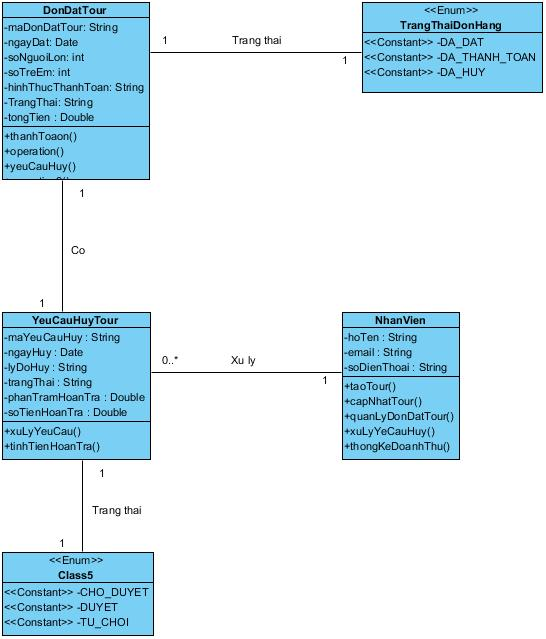 DonDatTour
-maDonDatTour: String
-ngayDat: Date
-soNguoiLon: int
-soTreEm: int
-hinhThucThanhToan: String
-TrangThai: String
-tongTien : Double
+thanhToaon()
+operation()
+yeuCauHuy()
1
Trang thai
1
<<Enum>>
TrangThaiDonHang
<<Constant>> -DA_DAT
<<Constant>> -DA_THANH_TOAN
<<Constant>> -DA_HUY
1
Co
1
YeuCauHuyTour
-maYeuCauHuy : String
-ngayHuy : Date
-lyDoHuy : String
-trangThai : String
-phanTramHoanTra : Double
-soTienHoanTra : Double
+xuLyYeuCau()
+tinhTienHoanTra()
0..*
Xu ly
1
NhanVien
-hoTen : String
-email : String
-soDienThoai : String
+taoTour()
+capNhatTour()
+quanLyDonDatTour()
+xuLyYeCauHuy()
+thongKeDoanhThu()
1
Trang thai
1
<<Enum>>
Class5
<<Constant>> -CHO_DUYET
<<Constant>> -DUYET
<<Constant>> -TU_CHOI